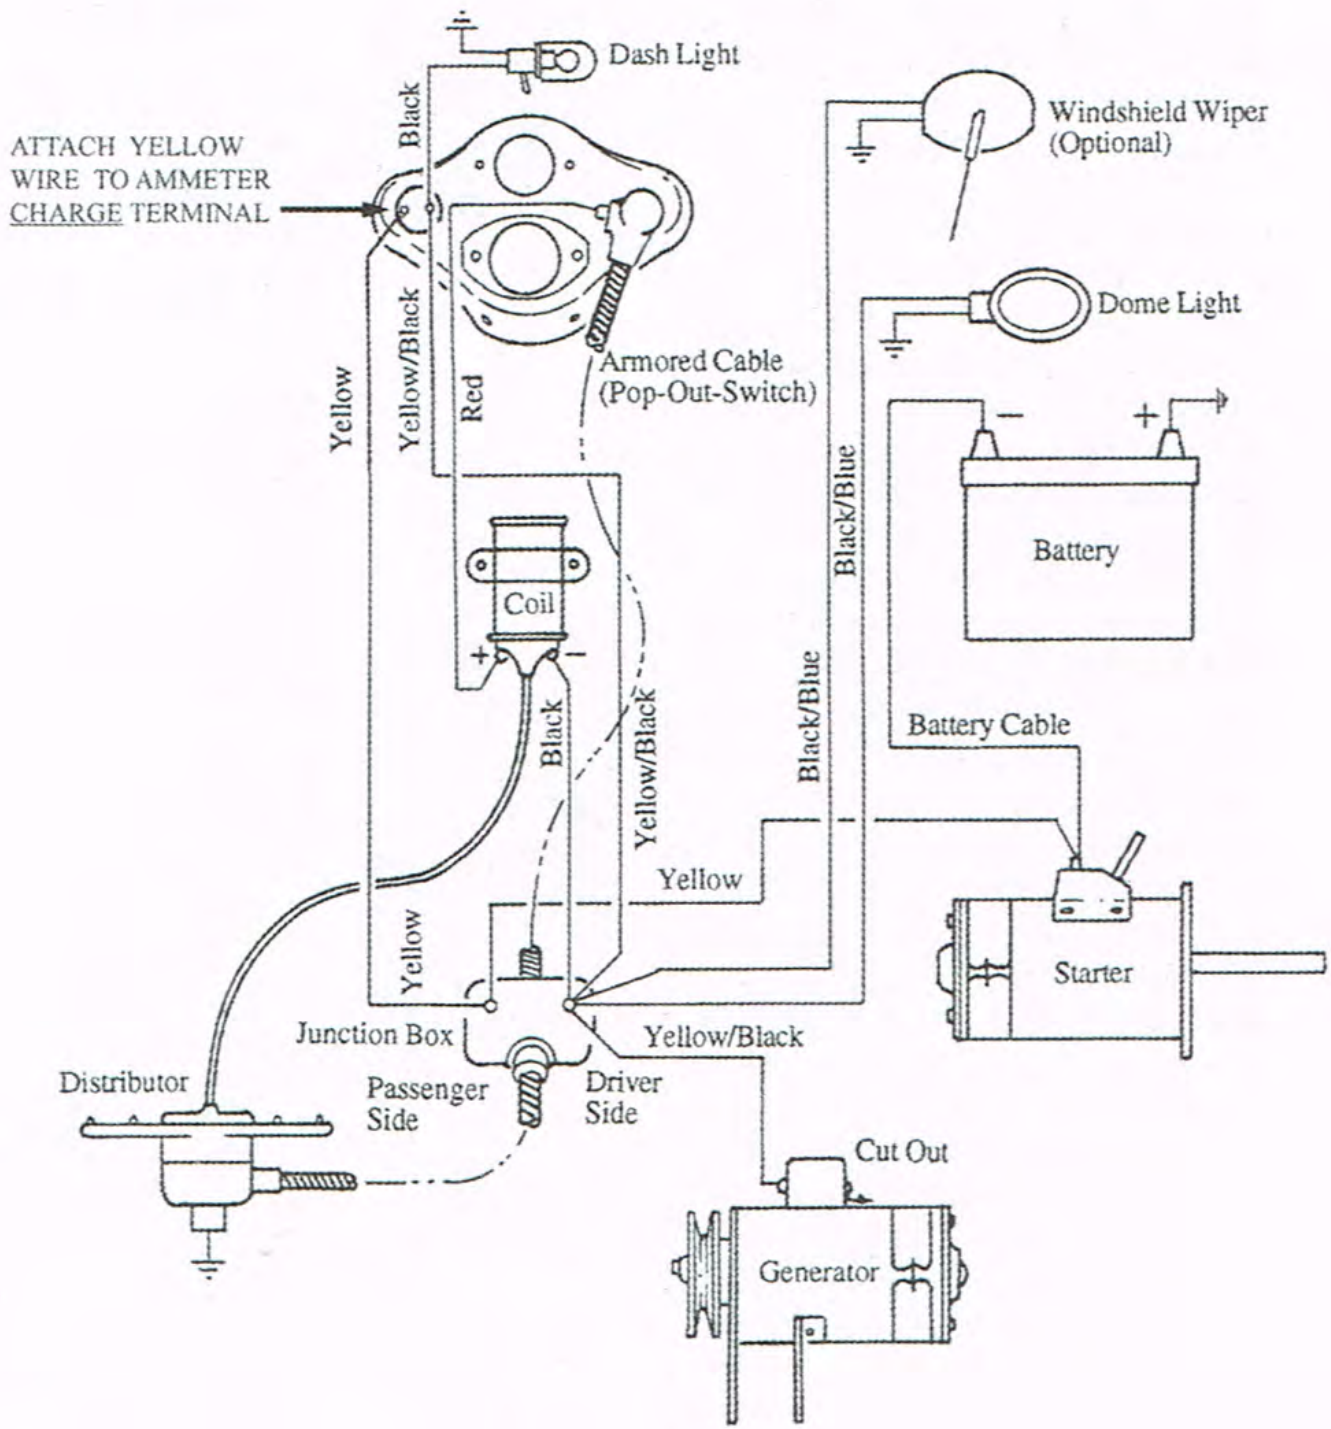 Dash Light
Black
ATTACH YELLOW
WIRE TO AMMETER
CHARGE TERMINAL
Windshield Wiper
(Optional)
Dome Light
Armored Cable
(Pop-Out-Switch)
Yellow
Yellow/Black
Red
Black/Blue
− +
Battery
Coil
+ −
Black
Yellow/Black
Black/Blue
Battery Cable
Yellow
Yellow
Starter
Junction Box
Yellow/Black
Distributor
Passenger
Side
Driver
Side
Cut Out
Generator